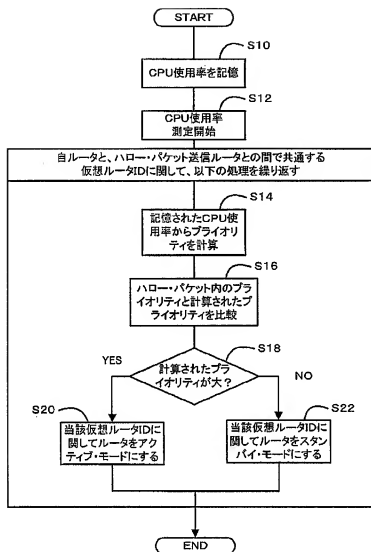 START
S10
CPU使用率を記憶
S12
CPU使用率
測定開始
自ルータと、ハロー・パケット送信ルータとの間で共通する
仮想ルータIDに関して、以下の処理を繰り返す
S14
記憶されたCPU使
用率からプライオリ
ティを計算
S16
ハロー・パケット内のプ
ライオリティと計算されたプ
ライオリティを比較
S18
計算されたプラ
イオリティが大?
YES
NO
S20
当該仮想ルータIDに
関してルータをアク
ティブ・モードにする
S22
当該仮想ルータIDに
関してルータをスタン
バイ・モードにする
END